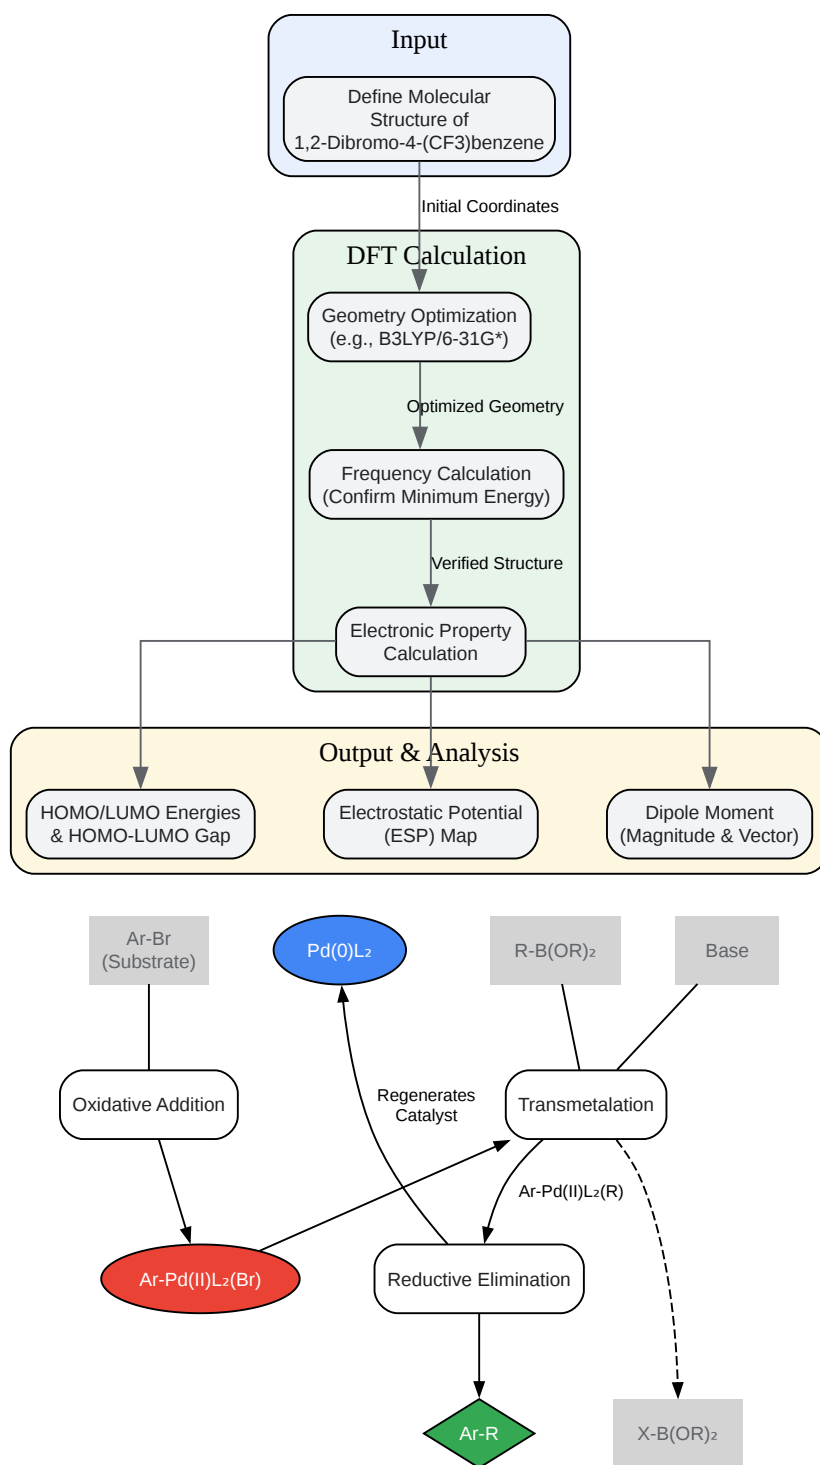 Input
Define Molecular
Structure of
1,2-Dibromo-4-(CF3)benzene
Initial Coordinates
DFT Calculation
Geometry Optimization
(e.g., B3LYP/6-31G*)
Optimized Geometry
Frequency Calculation
(Confirm Minimum Energy)
Verified Structure
Electronic Property
Calculation
Output & Analysis
HOMO/LUMO Energies
& HOMO-LUMO Gap
Electrostatic Potential
(ESP) Map
Dipole Moment
(Magnitude & Vector)
Ar-Br
(Substrate)
Pd(0)L₂
R-B(OR)₂
Base
Oxidative Addition
Regenerates
Catalyst
Transmetalation
Ar-Pd(II)L₂(R)
Ar-Pd(II)L₂(Br)
Reductive Elimination
Ar-R
X-B(OR)₂